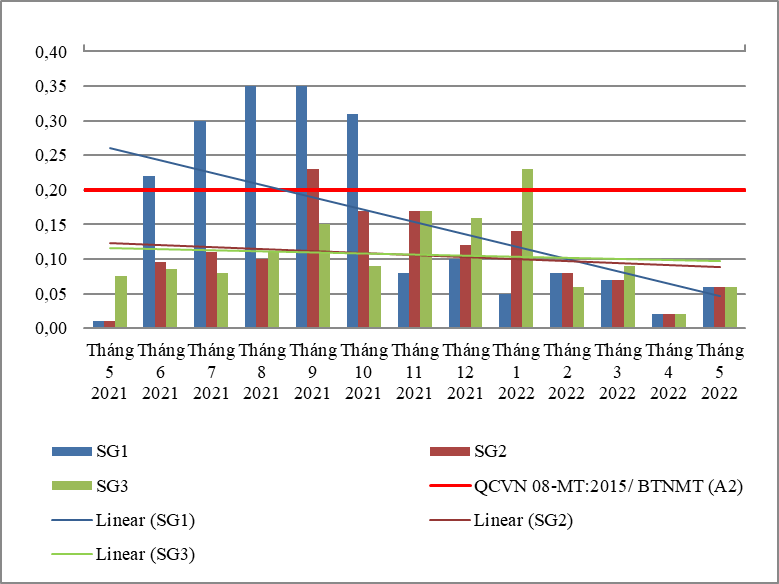 0,40
0,35
0,30
0,25
0,20
0,15
0,10
0,05
0,00
Tháng Tháng Tháng Tháng Tháng Tháng Tháng Tháng Tháng Tháng Tháng Tháng Tháng
5 6 7 8 9 10 11 12 1 2 3 4 5
2021 2021 2021 2021 2021 2021 2021 2021 2022 2022 2022 2022 2022
SG1 SG2
SG3 QCVN 08-MT:2015/ BTNMT (A2)
Linear (SG1) Linear (SG2)
Linear (SG3)